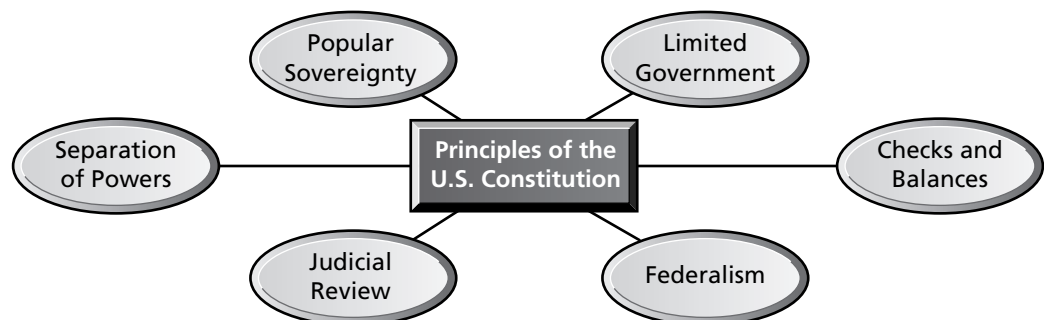 Popular
Sovereignty
Limited
Government
Separation
of Powers
Principles of the
U.S. Constitution
Checks and
Balances
Judicial
Review
Federalism